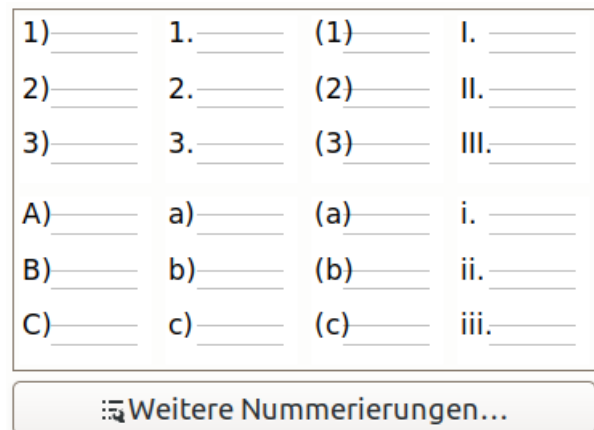 1) 1. (1) I.
2) 2. (2) II.
3) 3. (3) III.
A) a) (a) i.
B) b) (b) ii.
C) c) (c) iii.
Weitere Nummerierungen...